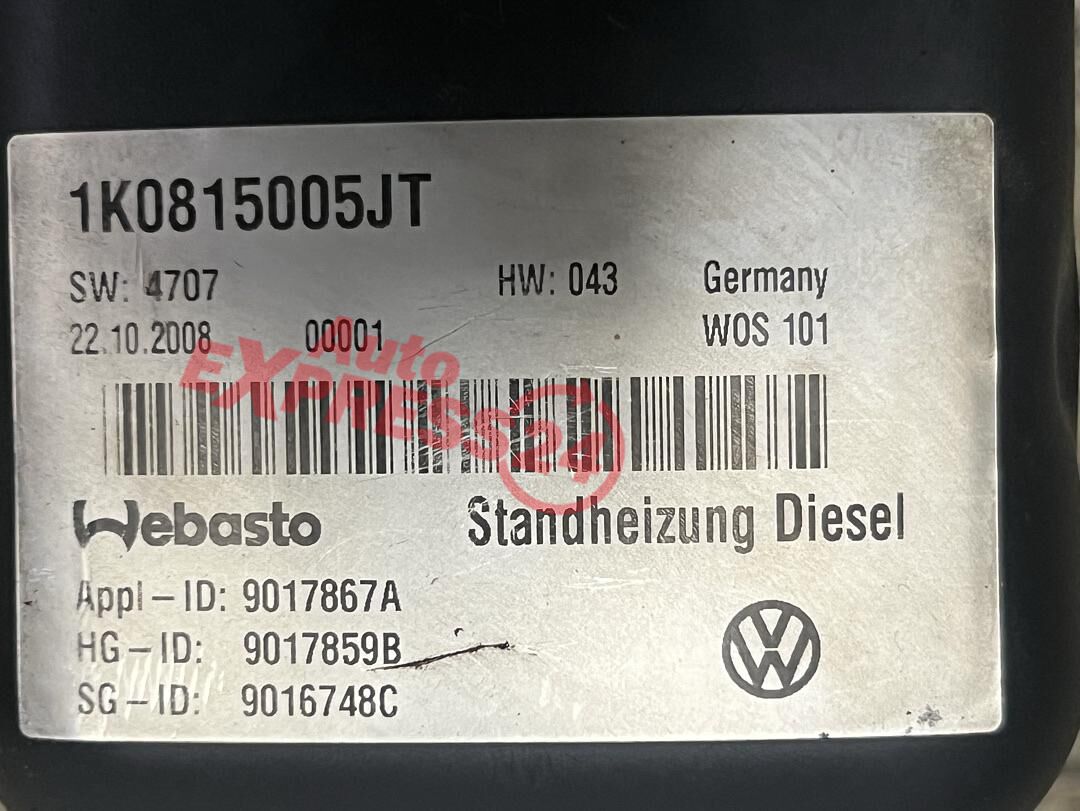 1K0815005JT
SW: 4707 HW: 043 Germany
22.10.2008 00001 WOS 101
Auto
EXPRESS24
Webasto Standheizung Diesel
Appl-ID: 9017867A
HG-ID: 9017859B
SG-ID: 9016748C
VW